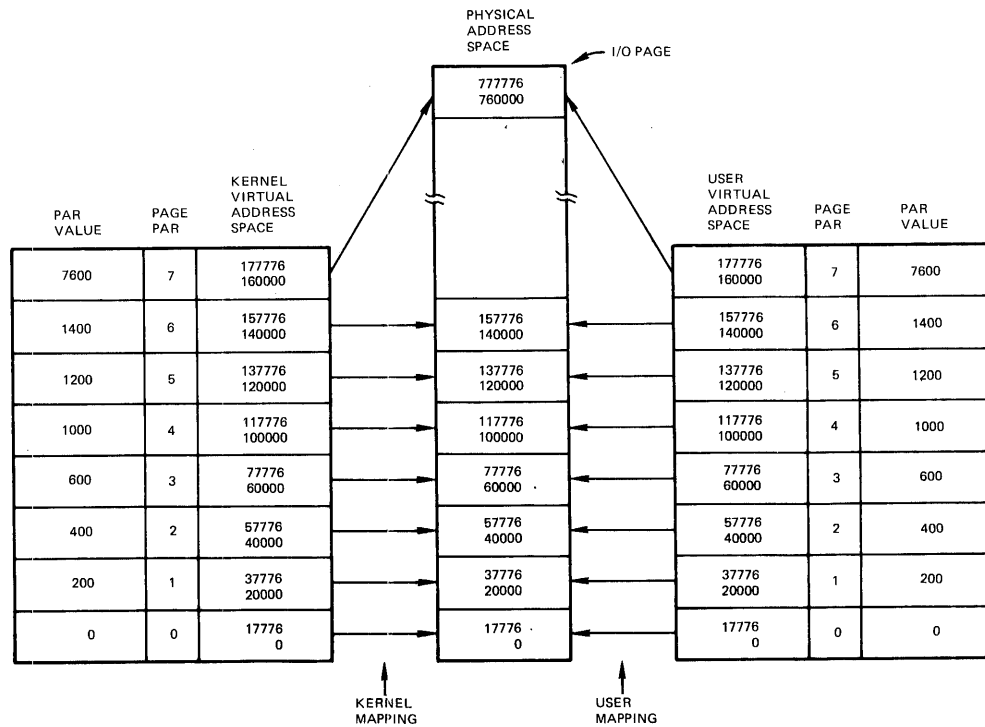 PHYSICAL
ADDRESS
SPACE
I/O PAGE
777776
760000
KERNEL
VIRTUAL
ADDRESS
SPACE
PAR
VALUE
PAGE
PAR
USER
VIRTUAL
ADDRESS
SPACE
PAGE
PAR
PAR
VALUE
7600 7 177776 177776 7 7600
160000 160000
1400 6 157776 157776 157776 6 1400
140000 140000 140000
1200 5 137776 137776 137776 5 1200
120000 120000 120000
1000 4 117776 117776 117776 4 1000
100000 100000 100000
600 3 77776 77776 77776 3 600
60000 60000 60000
400 2 57776 57776 57776 2 400
40000 40000 40000
200 1 37776 37776 37776 1 200
20000 20000 20000
0 0 17776 17776 17776 0 0
0 0 0
KERNEL
MAPPING
USER
MAPPING